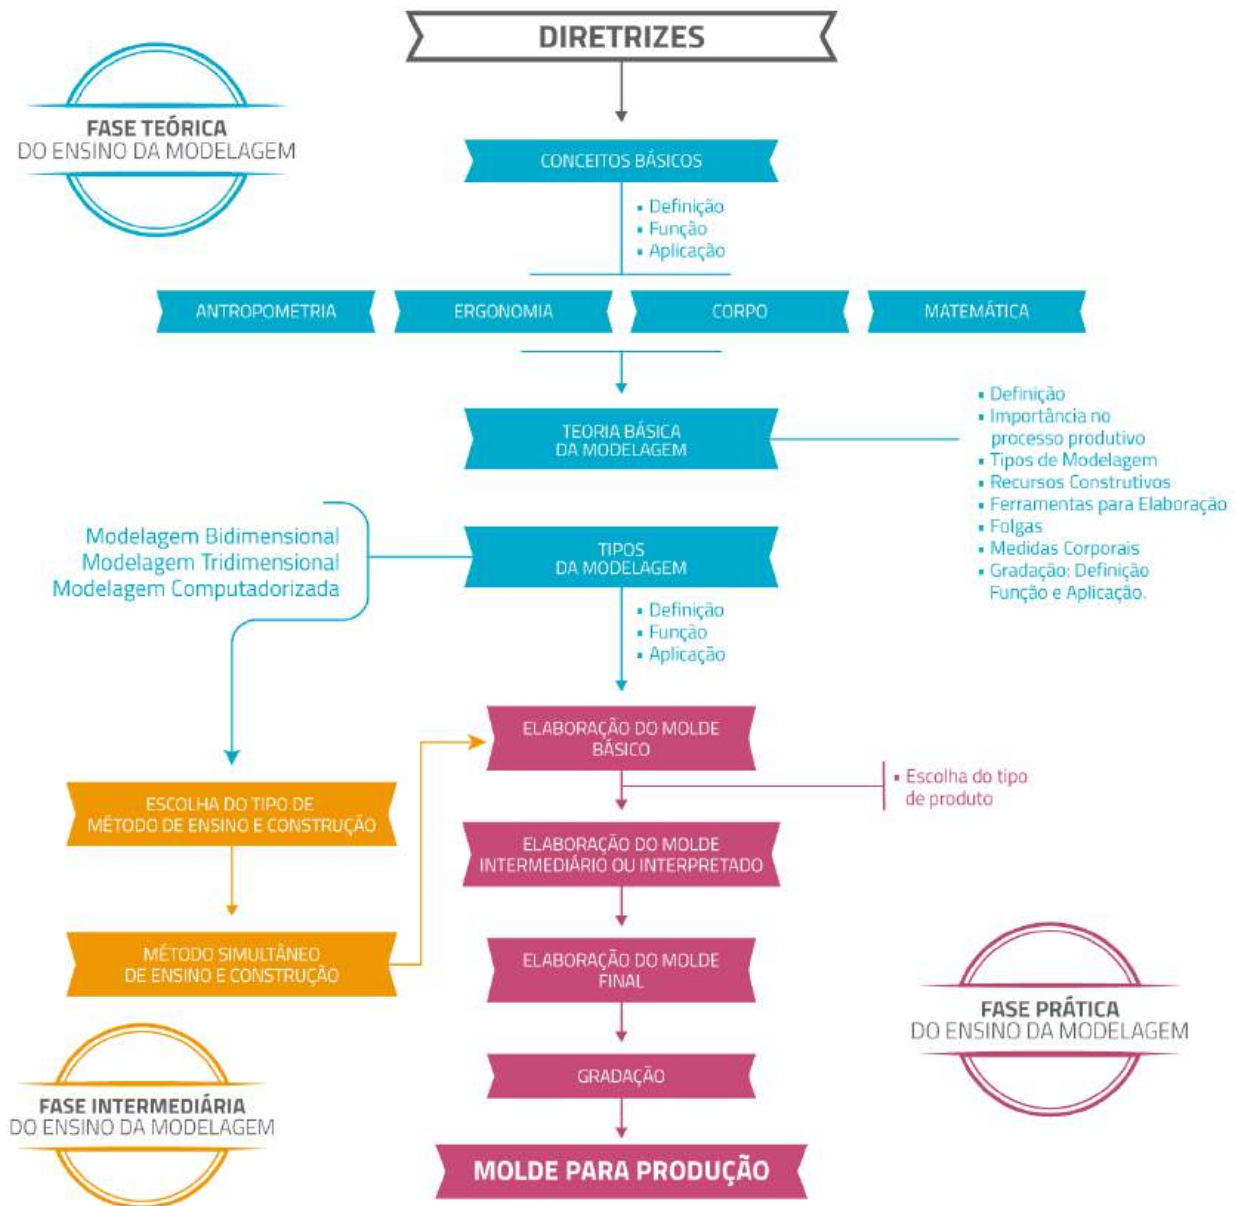 DIRETRIZES
FASE TEÓRICA
DO ENSINO DA MODELAGEM
CONCEITOS BÁSICOS
▪ Definição
▪ Função
▪ Aplicação
ANTROPOMETRIA
ERGONOMIA
CORPO
MATEMÁTICA
TEORIA BÁSICA
DA MODELAGEM
▪ Definição
▪ Importância no
processo produtivo
▪ Tipos de Modelagem
▪ Recursos Construtivos
▪ Ferramentas para Elaboração
▪ Folgas
▪ Medidas Corporais
▪ Gradação: Definição
Função e Aplicação.
Modelagem Bidimensional
Modelagem Tridimensional
Modelagem Computadorizada
TIPOS
DA MODELAGEM
▪ Definição
▪ Função
▪ Aplicação
ELABORAÇÃO DO MOLDE
BÁSICO
▪ Escolha do tipo
de produto
ESCOLHA DO TIPO DE
MÉTODO DE ENSINO E CONSTRUÇÃO
ELABORAÇÃO DO MOLDE
INTERMEDIÁRIO OU INTERPRETADO
MÉTODO SIMULTÂNEO
DE ENSINO E CONSTRUÇÃO
ELABORAÇÃO DO MOLDE
FINAL
FASE PRÁTICA
DO ENSINO DA MODELAGEM
GRADAÇÃO
FASE INTERMEDIÁRIA
DO ENSINO DA MODELAGEM
MOLDE PARA PRODUÇÃO